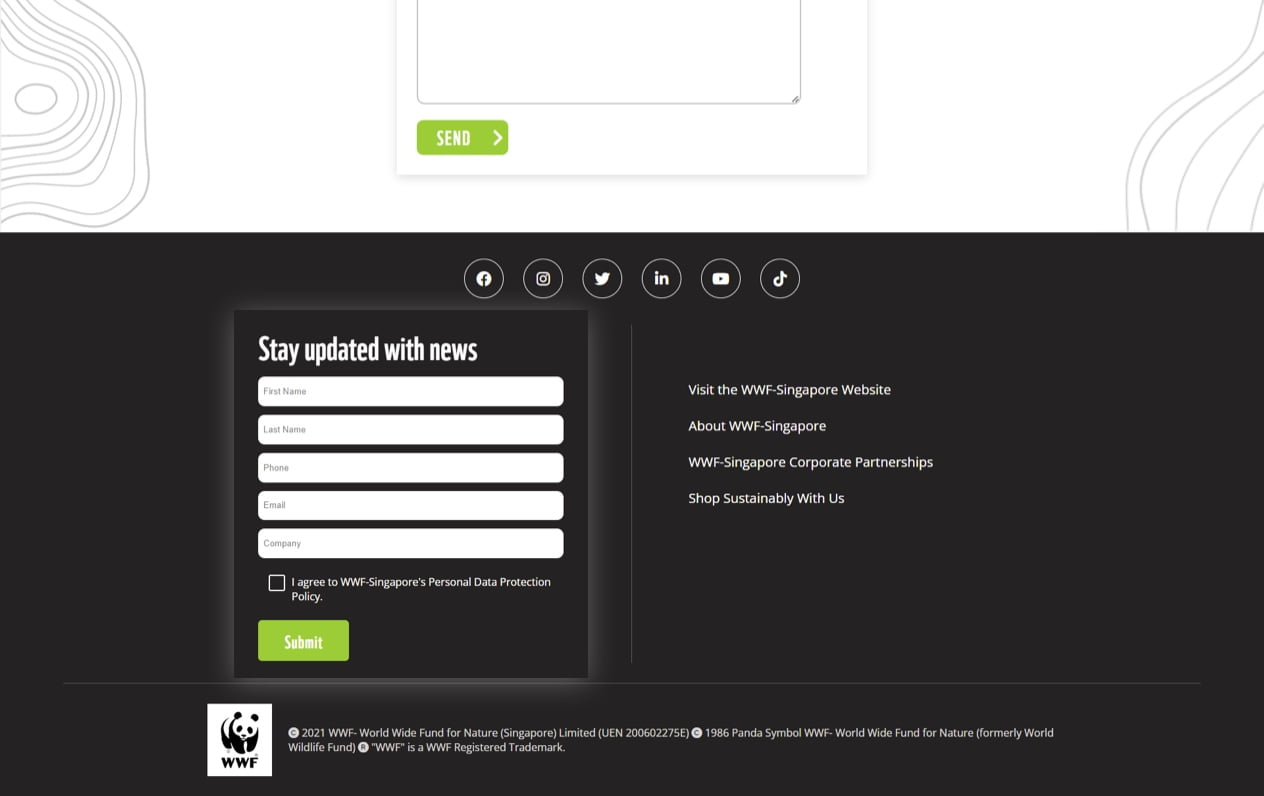 SEND
Stay updated with news
First Name
Last Name
Phone
Email
Company
I agree to WWF-Singapore's Personal Data Protection
Policy.
Submit
Visit the WWF-Singapore Website
About WWF-Singapore
WWF-Singapore Corporate Partnerships
Shop Sustainably With Us
WWF
© 2021 WWF- World Wide Fund for Nature (Singapore) Limited (UEN 200602275E) © 1986 Panda Symbol WWF- World Wide Fund for Nature (formerly World
Wildlife Fund) ® "WWF" is a WWF Registered Trademark.